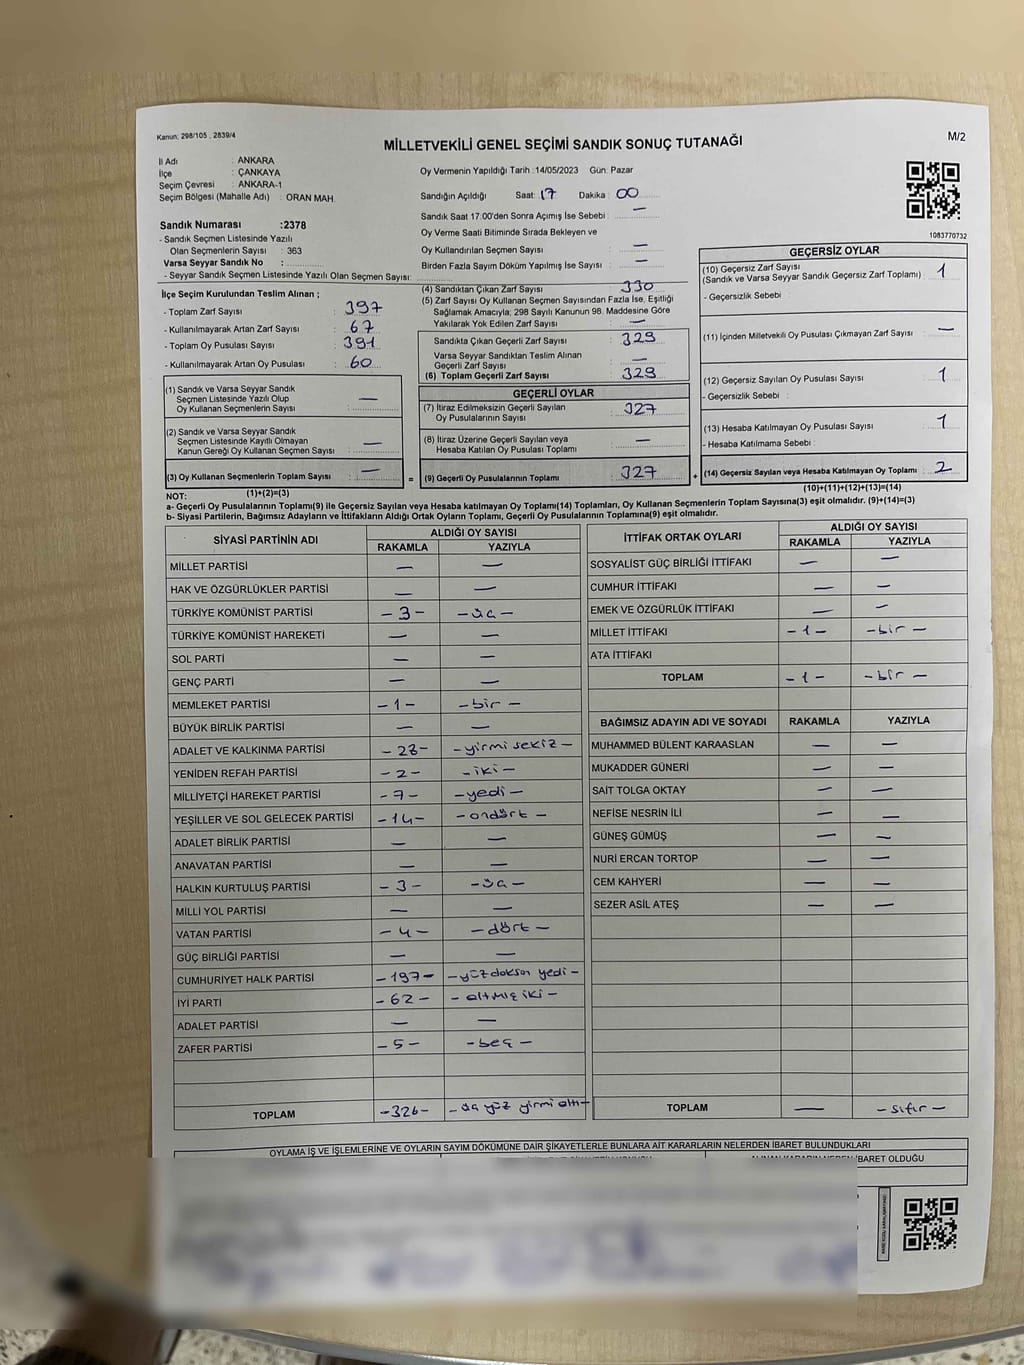 Kanun; 298/105 , 2839/4
MİLLETVEKİLİ GENEL SEÇİMİ SANDIK SONUÇ TUTANAĞI
M/2
İl Adı : ANKARA
İlçe : ÇANKAYA
Seçim Çevresi : ANKARA-1
Seçim Bölgesi (Mahalle Adı) : ORAN MAH.
Sandık Numarası :2378
- Sandık Seçmen Listesinde Yazılı
Olan Seçmenlerin Sayısı : 363
Varsa Seyyar Sandık No :
- Seyyar Sandık Seçmen Listesinde Yazılı Olan Seçmen Sayısı:
Oy Vermenin Yapıldığı Tarih :14/05/2023 Gün: Pazar
Sandığın Açıldığı Saat: 17 Dakika : 00
Sandık Saat 17.00'den Sonra Açımış İse Sebebi : —
Oy Verme Saati Bitiminde Sırada Bekleyen ve
Oy Kullandırılan Seçmen Sayısı : —
Birden Fazla Sayım Döküm Yapılmış İse Sayısı : —
1083770732
İlçe Seçim Kurulundan Teslim Alınan ;
- Toplam Zarf Sayısı : 397
- Kullanılmayarak Artan Zarf Sayısı : 67
- Toplam Oy Pusulası Sayısı : 391
- Kullanılmayarak Artan Oy Pusulası : 60
(1) Sandık ve Varsa Seyyar Sandık
Seçmen Listesinde Yazılı Olup
Oy Kullanan Seçmenlerin Sayısı : —
(2) Sandık ve Varsa Seyyar Sandık
Seçmen Listesinde Kayıtlı Olmayan
Kanun Gereği Oy Kullanan Seçmen Sayısı : —
(3) Oy Kullanan Seçmenlerin Toplam Sayısı : —
(1)+(2)=(3)
(4) Sandıktan Çıkan Zarf Sayısı : 330
(5) Zarf Sayısı Oy Kullanan Seçmen Sayısından Fazla İse, Eşitliği
Sağlamak Amacıyla; 298 Sayılı Kanunun 98. Maddesine Göre
Yakılarak Yok Edilen Zarf Sayısı : —
Sandıkta Çıkan Geçerli Zarf Sayısı : 329
Varsa Seyyar Sandıktan Teslim Alınan
Geçerli Zarf Sayısı : —
(6) Toplam Geçerli Zarf Sayısı : 329
GEÇERLİ OYLAR
(7) İtiraz Edilmeksizin Geçerli Sayılan
Oy Pusulalarının Sayısı : 327
(8) İtiraz Üzerine Geçerli Sayılan veya
Hesaba Katılan Oy Pusulası Toplamı : —
= (9) Geçerli Oy Pusulalarının Toplamı : 327
GEÇERSİZ OYLAR
(10) Geçersiz Zarf Sayısı
(Sandık ve Varsa Seyyar Sandık Geçersiz Zarf Toplamı) : 1
- Geçersizlik Sebebi :
(11) İçinden Milletvekili Oy Pusulası Çıkmayan Zarf Sayısı : —
(12) Geçersiz Sayılan Oy Pusulası Sayısı : 1
- Geçersizlik Sebebi :
(13) Hesaba Katılmayan Oy Pusulası Sayısı : 1
- Hesaba Katılmama Sebebi :
+ (14) Geçersiz Sayılan veya Hesaba Katılmayan Oy Toplamı : 2
(10)+(11)+(12)+(13)=(14)
NOT:
a- Geçerli Oy Pusulalarının Toplamı(9) ile Geçersiz Sayılan veya Hesaba katılmayan Oy Toplamı(14) Toplamları, Oy Kullanan Seçmenlerin Toplam Sayısına(3) eşit olmalıdır. (9)+(14)=(3)
b- Siyasi Partilerin, Bağımsız Adayların ve İttifakların Aldığı Ortak Oyların Toplamı, Geçerli Oy Pusulalarının Toplamına(9) eşit olmalıdır.
SİYASİ PARTİNİN ADI ALDIĞI OY SAYISI
RAKAMLA YAZIYLA
MİLLET PARTİSİ — —
HAK VE ÖZGÜRLÜKLER PARTİSİ — —
TÜRKİYE KOMÜNİST PARTİSİ - 3 - - üç -
TÜRKİYE KOMÜNİST HAREKETİ — —
SOL PARTİ — —
GENÇ PARTİ — —
MEMLEKET PARTİSİ - 1 - - bir -
BÜYÜK BİRLİK PARTİSİ — —
ADALET VE KALKINMA PARTİSİ - 28 - - yirmi sekiz -
YENİDEN REFAH PARTİSİ - 2 - - iki -
MİLLİYETÇİ HAREKET PARTİSİ - 7 - - yedi -
YEŞİLLER VE SOL GELECEK PARTİSİ - 14 - - ondört -
ADALET BİRLİK PARTİSİ — —
ANAVATAN PARTİSİ — —
HALKIN KURTULUŞ PARTİSİ - 3 - - üç -
MİLLİ YOL PARTİSİ — —
VATAN PARTİSİ - 4 - - dört -
GÜÇ BİRLİĞİ PARTİSİ — —
CUMHURİYET HALK PARTİSİ - 197 - - yüz doksan yedi -
İYİ PARTİ - 62 - - altmış iki -
ADALET PARTİSİ — —
ZAFER PARTİSİ - 5 - - beş -
TOPLAM - 326 - - üç yüz yirmi altı -
İTTİFAK ORTAK OYLARI ALDIĞI OY SAYISI
RAKAMLA YAZIYLA
SOSYALİST GÜÇ BİRLİĞİ İTTİFAKI — —
CUMHUR İTTİFAKI — —
EMEK VE ÖZGÜRLÜK İTTİFAKI — —
MİLLET İTTİFAKI - 1 - - bir -
ATA İTTİFAKI
TOPLAM - 1 - - bir -
BAĞIMSIZ ADAYIN ADI VE SOYADI RAKAMLA YAZIYLA
MUHAMMED BÜLENT KARAASLAN — —
MUKADDER GÜNERİ — —
SAİT TOLGA OKTAY — —
NEFİSE NESRİN İLİ — —
GÜNEŞ GÜMÜŞ — —
NURİ ERCAN TORTOP — —
CEM KAHYERİ — —
SEZER ASİL ATEŞ — —
TOPLAM — - sıfır -
OYLAMA İŞ VE İŞLEMLERİNE VE OYLARIN SAYIM DÖKÜMÜNE DAİR ŞİKAYETLERLE BUNLARA AİT KARARLARIN NELERDEN İBARET BULUNDUKLARI
İBARET OLDUĞU